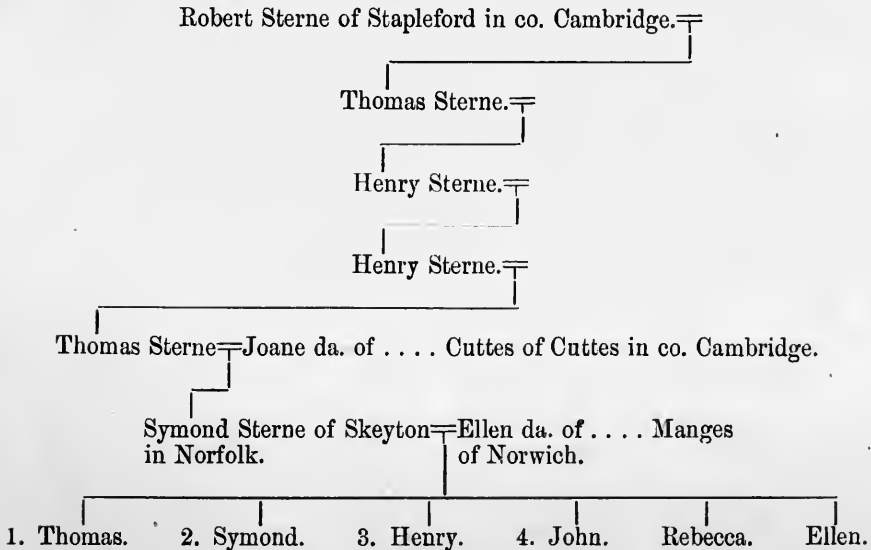 Robert Sterne of Stapleford in co. Cambridge.
Thomas Sterne.
Henry Sterne.
Henry Sterne.
Thomas Sterne Joane da. of . . . . Cuttes of Cuttes in co. Cambridge.
Symond Sterne of Skeyton Ellen da. of . . . . Manges
in Norfolk. of Norwich.
1. Thomas. 2. Symond. 3. Henry. 4. John. Rebecca. Ellen.